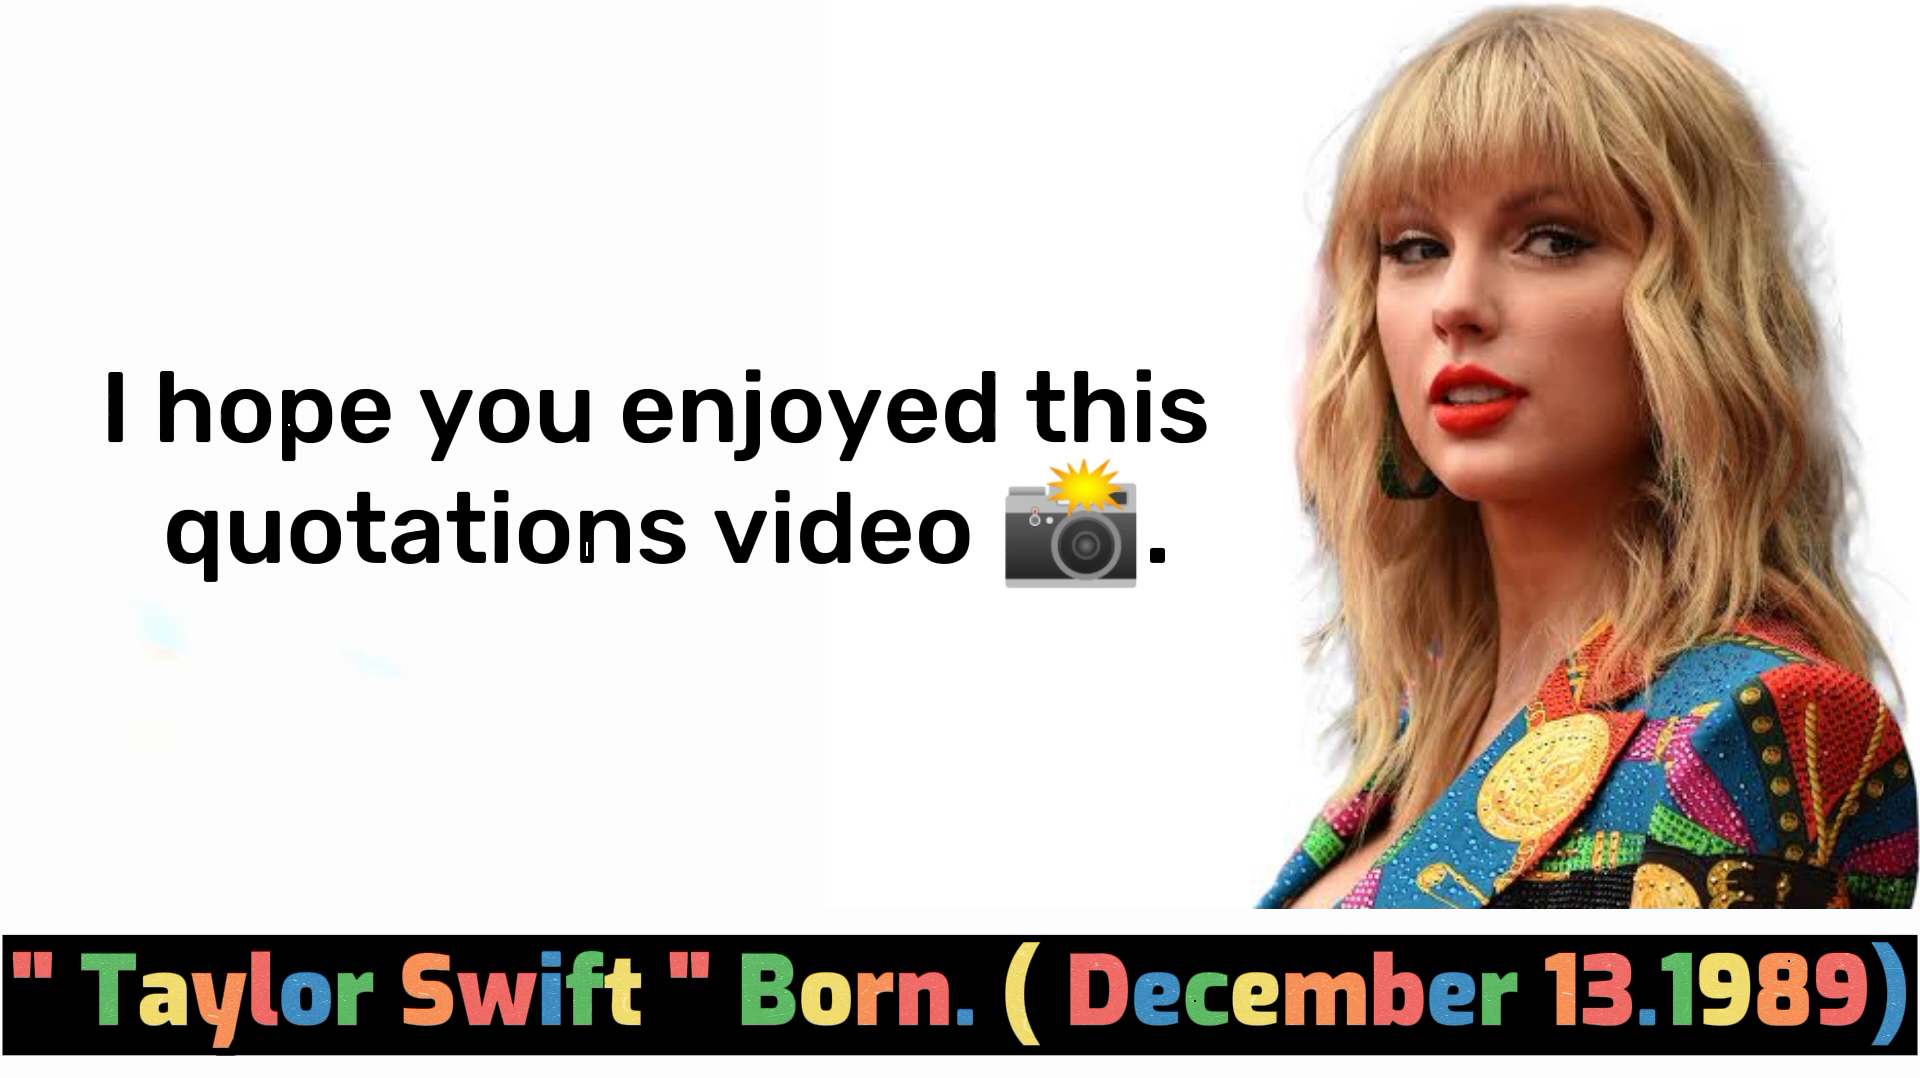 I hope you enjoyed this
quotations video 📸.
" Taylor Swift " Born. ( December 13.1989)